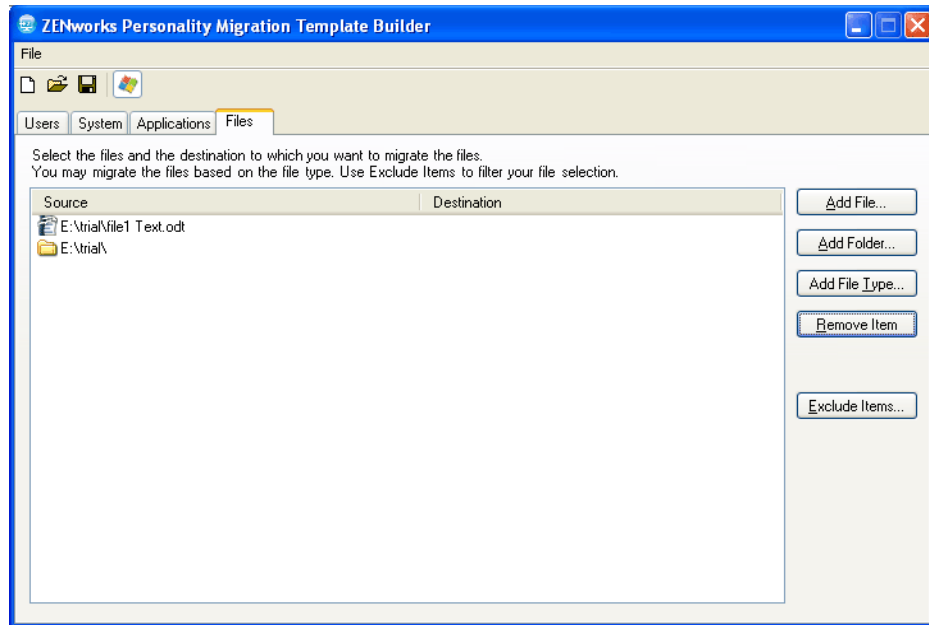 ZENworks Personality Migration Template Builder
File
Users System Applications Files
Select the files and the destination to which you want to migrate the files.
You may migrate the files based on the file type. Use Exclude Items to filter your file selection.
Source Destination
E:\trial\file1 Text.odt
E:\trial\
Add File...
Add Folder...
Add File Type...
Remove Item
Exclude Items...